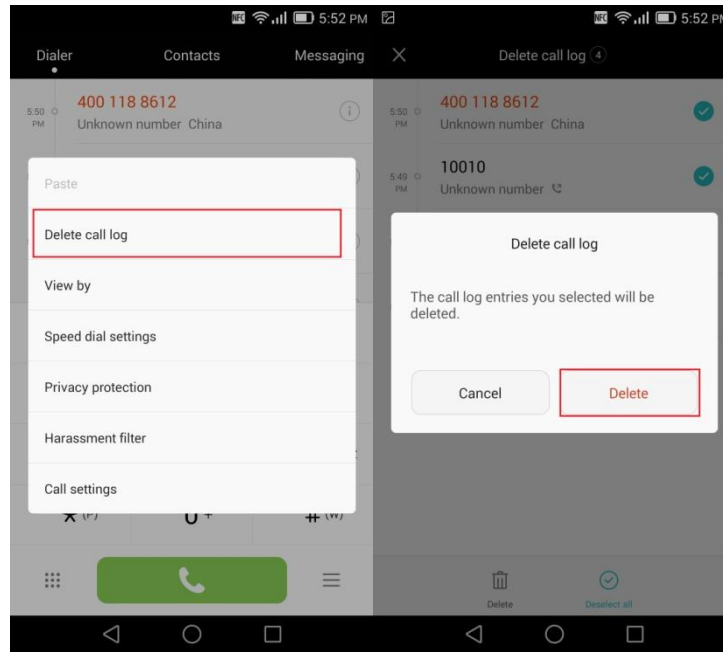 NFC 5:52 PM
Dialer Contacts Messaging
5:50 PM
400 118 8612
Unknown number China
Paste
Delete call log
View by
Speed dial settings
Privacy protection
Harassment filter
Call settings
(P) 0 + # (W)
NFC 5:52 PM
Delete call log 4
5:50 PM
400 118 8612
Unknown number China
5:49 PM
10010
Unknown number
Delete call log
The call log entries you selected will be
deleted.
Cancel Delete
Delete Deselect all